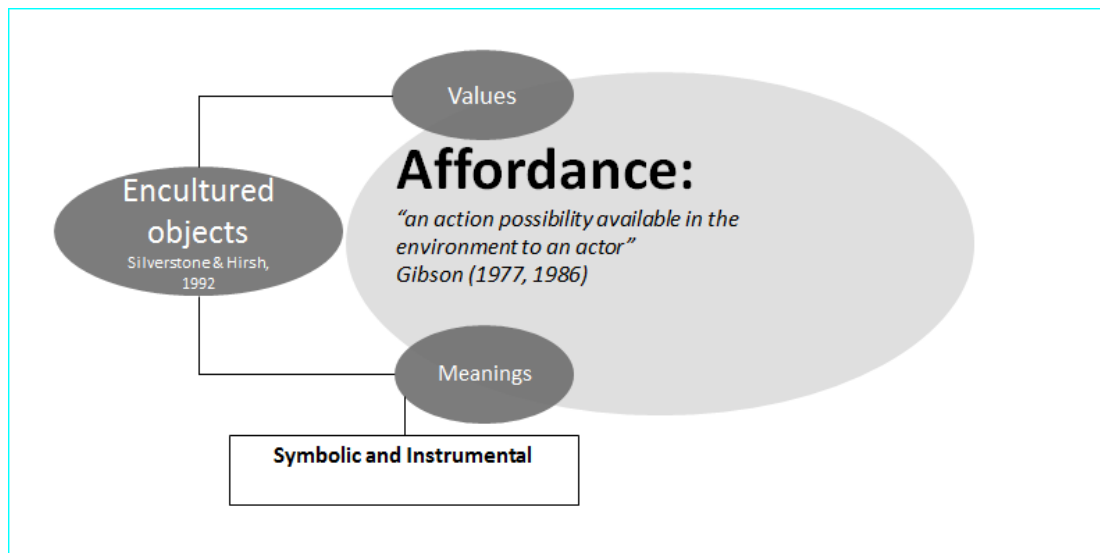 Values
Affordance:
“an action possibility available in the
environment to an actor”
Gibson (1977, 1986)
Encultured
objects
Silverstone & Hirsh,
1992
Meanings
Symbolic and Instrumental